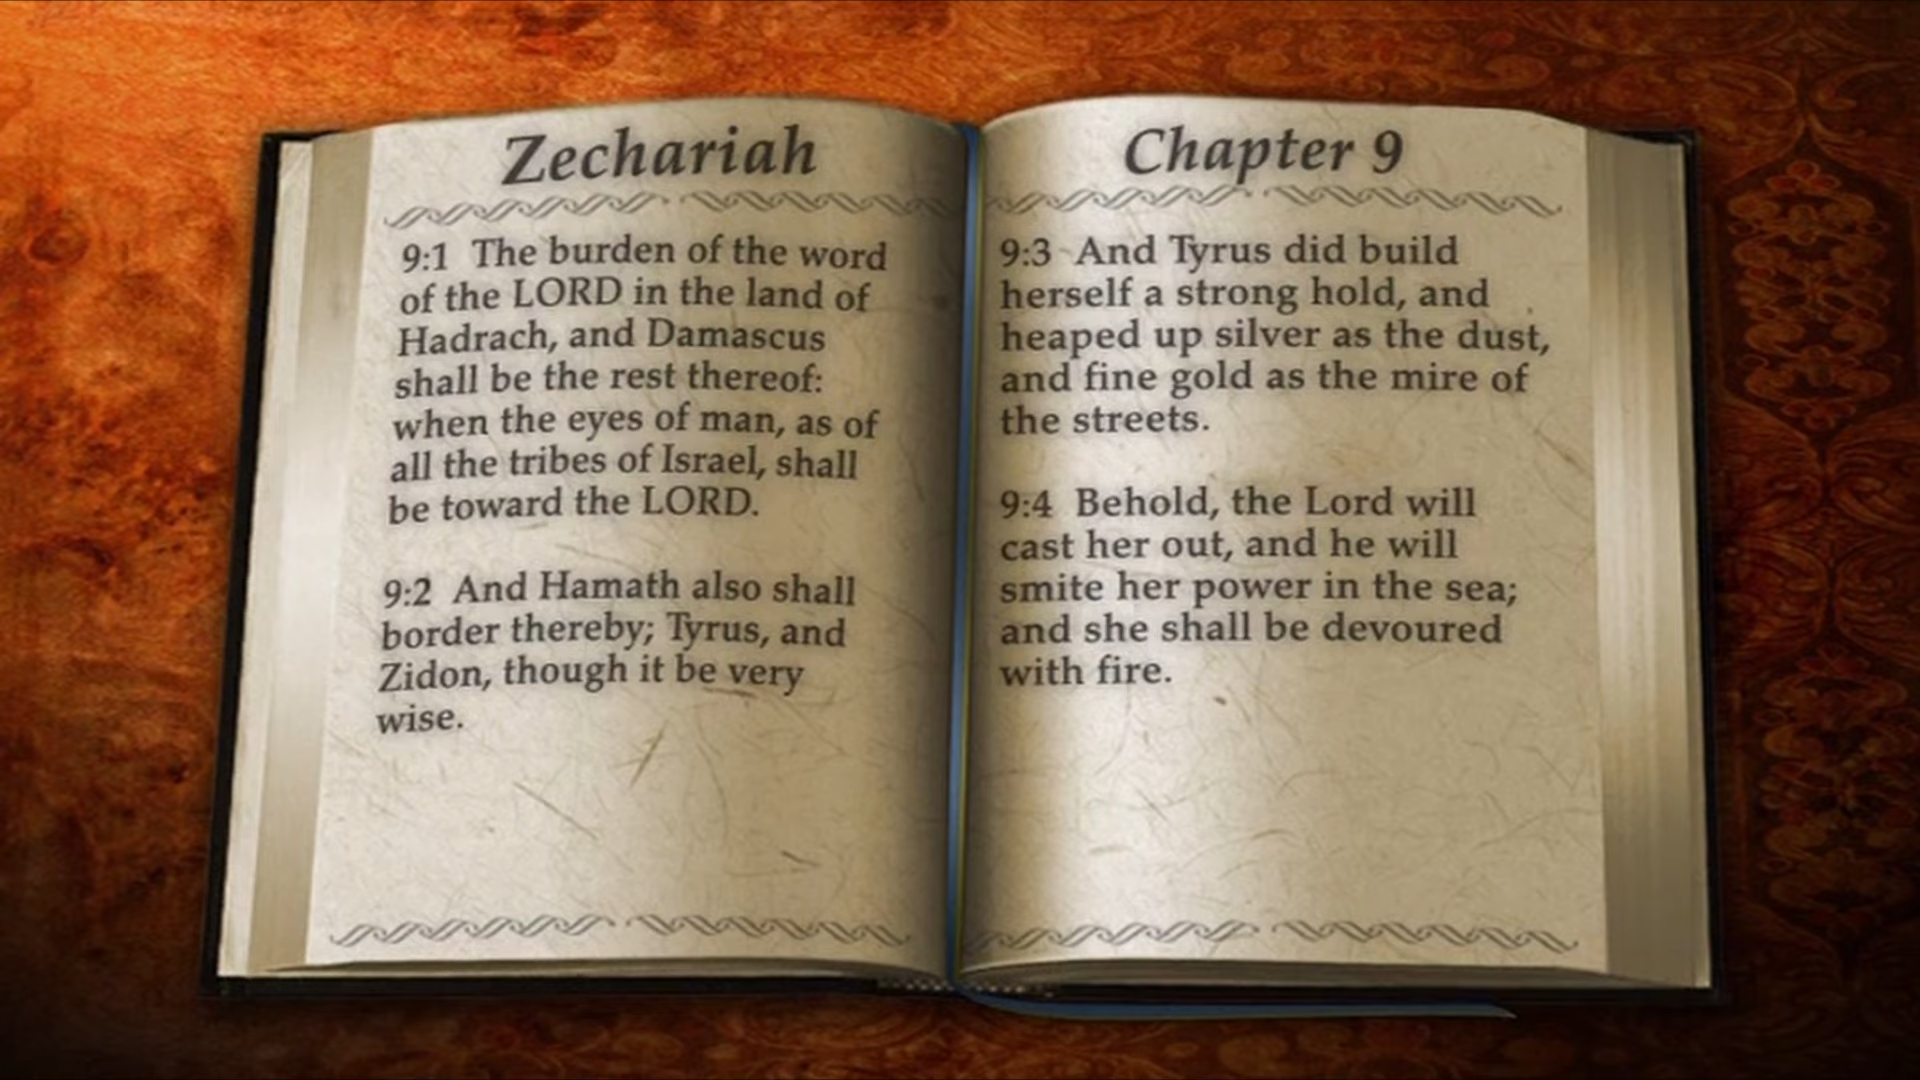 Zechariah
9:1 The burden of the word
of the LORD in the land of
Hadrach, and Damascus
shall be the rest thereof:
when the eyes of man, as of
all the tribes of Israel, shall
be toward the LORD.
9:2 And Hamath also shall
border thereby; Tyrus, and
Zidon, though it be very
wise.
Chapter 9
9:3 And Tyrus did build
herself a strong hold, and
heaped up silver as the dust,
and fine gold as the mire of
the streets.
9:4 Behold, the Lord will
cast her out, and he will
smite her power in the sea;
and she shall be devoured
with fire.